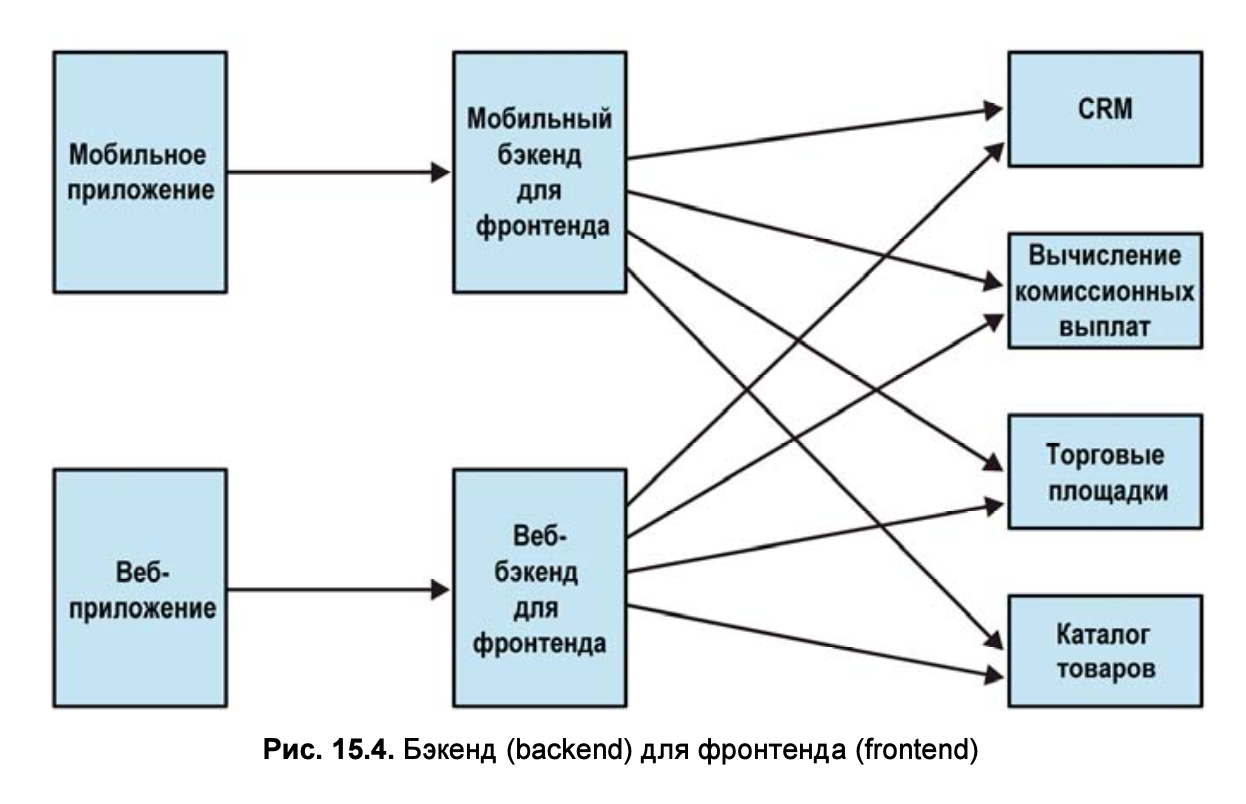 Мобильное
приложение
Мобильный
бэкенд
для
фронтенда
CRM
Вычисление
комиссионных
выплат
Торговые
площадки
Веб-
приложение
Веб-
бэкенд
для
фронтенда
Каталог
товаров
Рис. 15.4. Бэкенд (backend) для фронтенда (frontend)